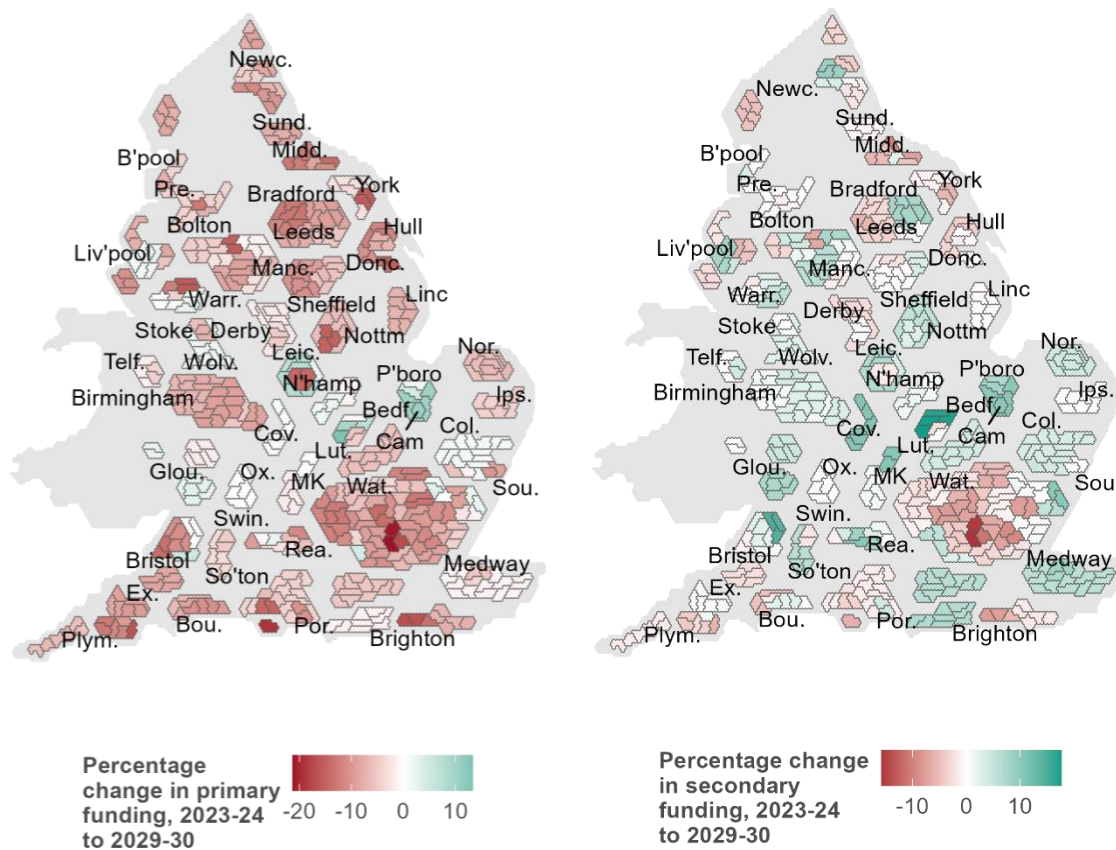 Newc.
Sund.
Midd.
B'pool
Pre.
Bradford
York
Bolton
Leeds
Hull
Liv'pool
Manc.
Donc.
Warr.
Sheffield
Linc
Stoke
Derby
Nottm
Telf.
Wolv.
Leic.
Nor.
Birmingham
N'hamp
P'boro
Ips.
Bedf.
Cov.
Cam
Col.
Glou.
Ox.
Lut.
MK
Wat.
Sou.
Swin.
Rea.
Bristol
So'ton
Medway
Ex.
Bou.
Por.
Brighton
Plym.
Percentage
change in primary
funding, 2023-24
to 2029-30
-20 -10 0 10
Newc.
Sund.
Midd.
B'pool
Pre.
Bradford
York
Bolton
Leeds
Hull
Liv'pool
Manc.
Donc.
Warr.
Sheffield
Linc
Stoke
Derby
Nottm
Telf.
Wolv.
Leic.
Nor.
Birmingham
N'hamp
P'boro
Ips.
Bedf.
Cov.
Lut.
Cam
Col.
Glou.
Ox.
MK
Wat.
Sou.
Swin.
Rea.
Bristol
So'ton
Medway
Ex.
Bou.
Por.
Brighton
Plym.
Percentage change
in secondary
funding, 2023-24
to 2029-30
-10 0 10